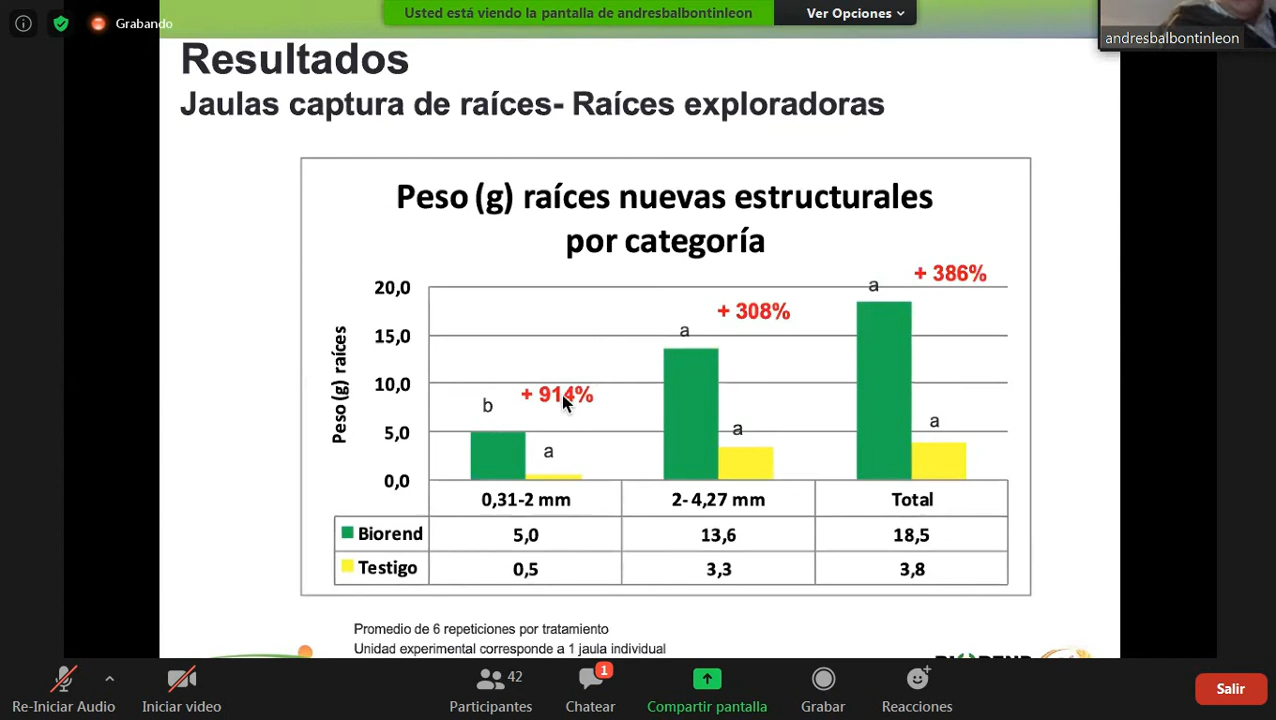 Grabando
Usted está viendo la pantalla de andresbalbontinleon
Ver Opciones
andresbalbontinleon
Resultados
Jaulas captura de raíces- Raíces exploradoras
Peso (g) raíces nuevas estructurales
por categoría
+ 386%
+ 308%
+ 914%
a
a
b
a
a
a
20,0
15,0
10,0
5,0
0,0
Peso (g) raíces
0,31-2 mm 2- 4,27 mm Total
Biorend 5,0 13,6 18,5
Testigo 0,5 3,3 3,8
Promedio de 6 repeticiones por tratamiento
Unidad experimental corresponde a 1 jaula individual
Re-Iniciar Audio
Iniciar video
42
Participantes
1
Chatear
Compartir pantalla
Grabar
Reacciones
Salir